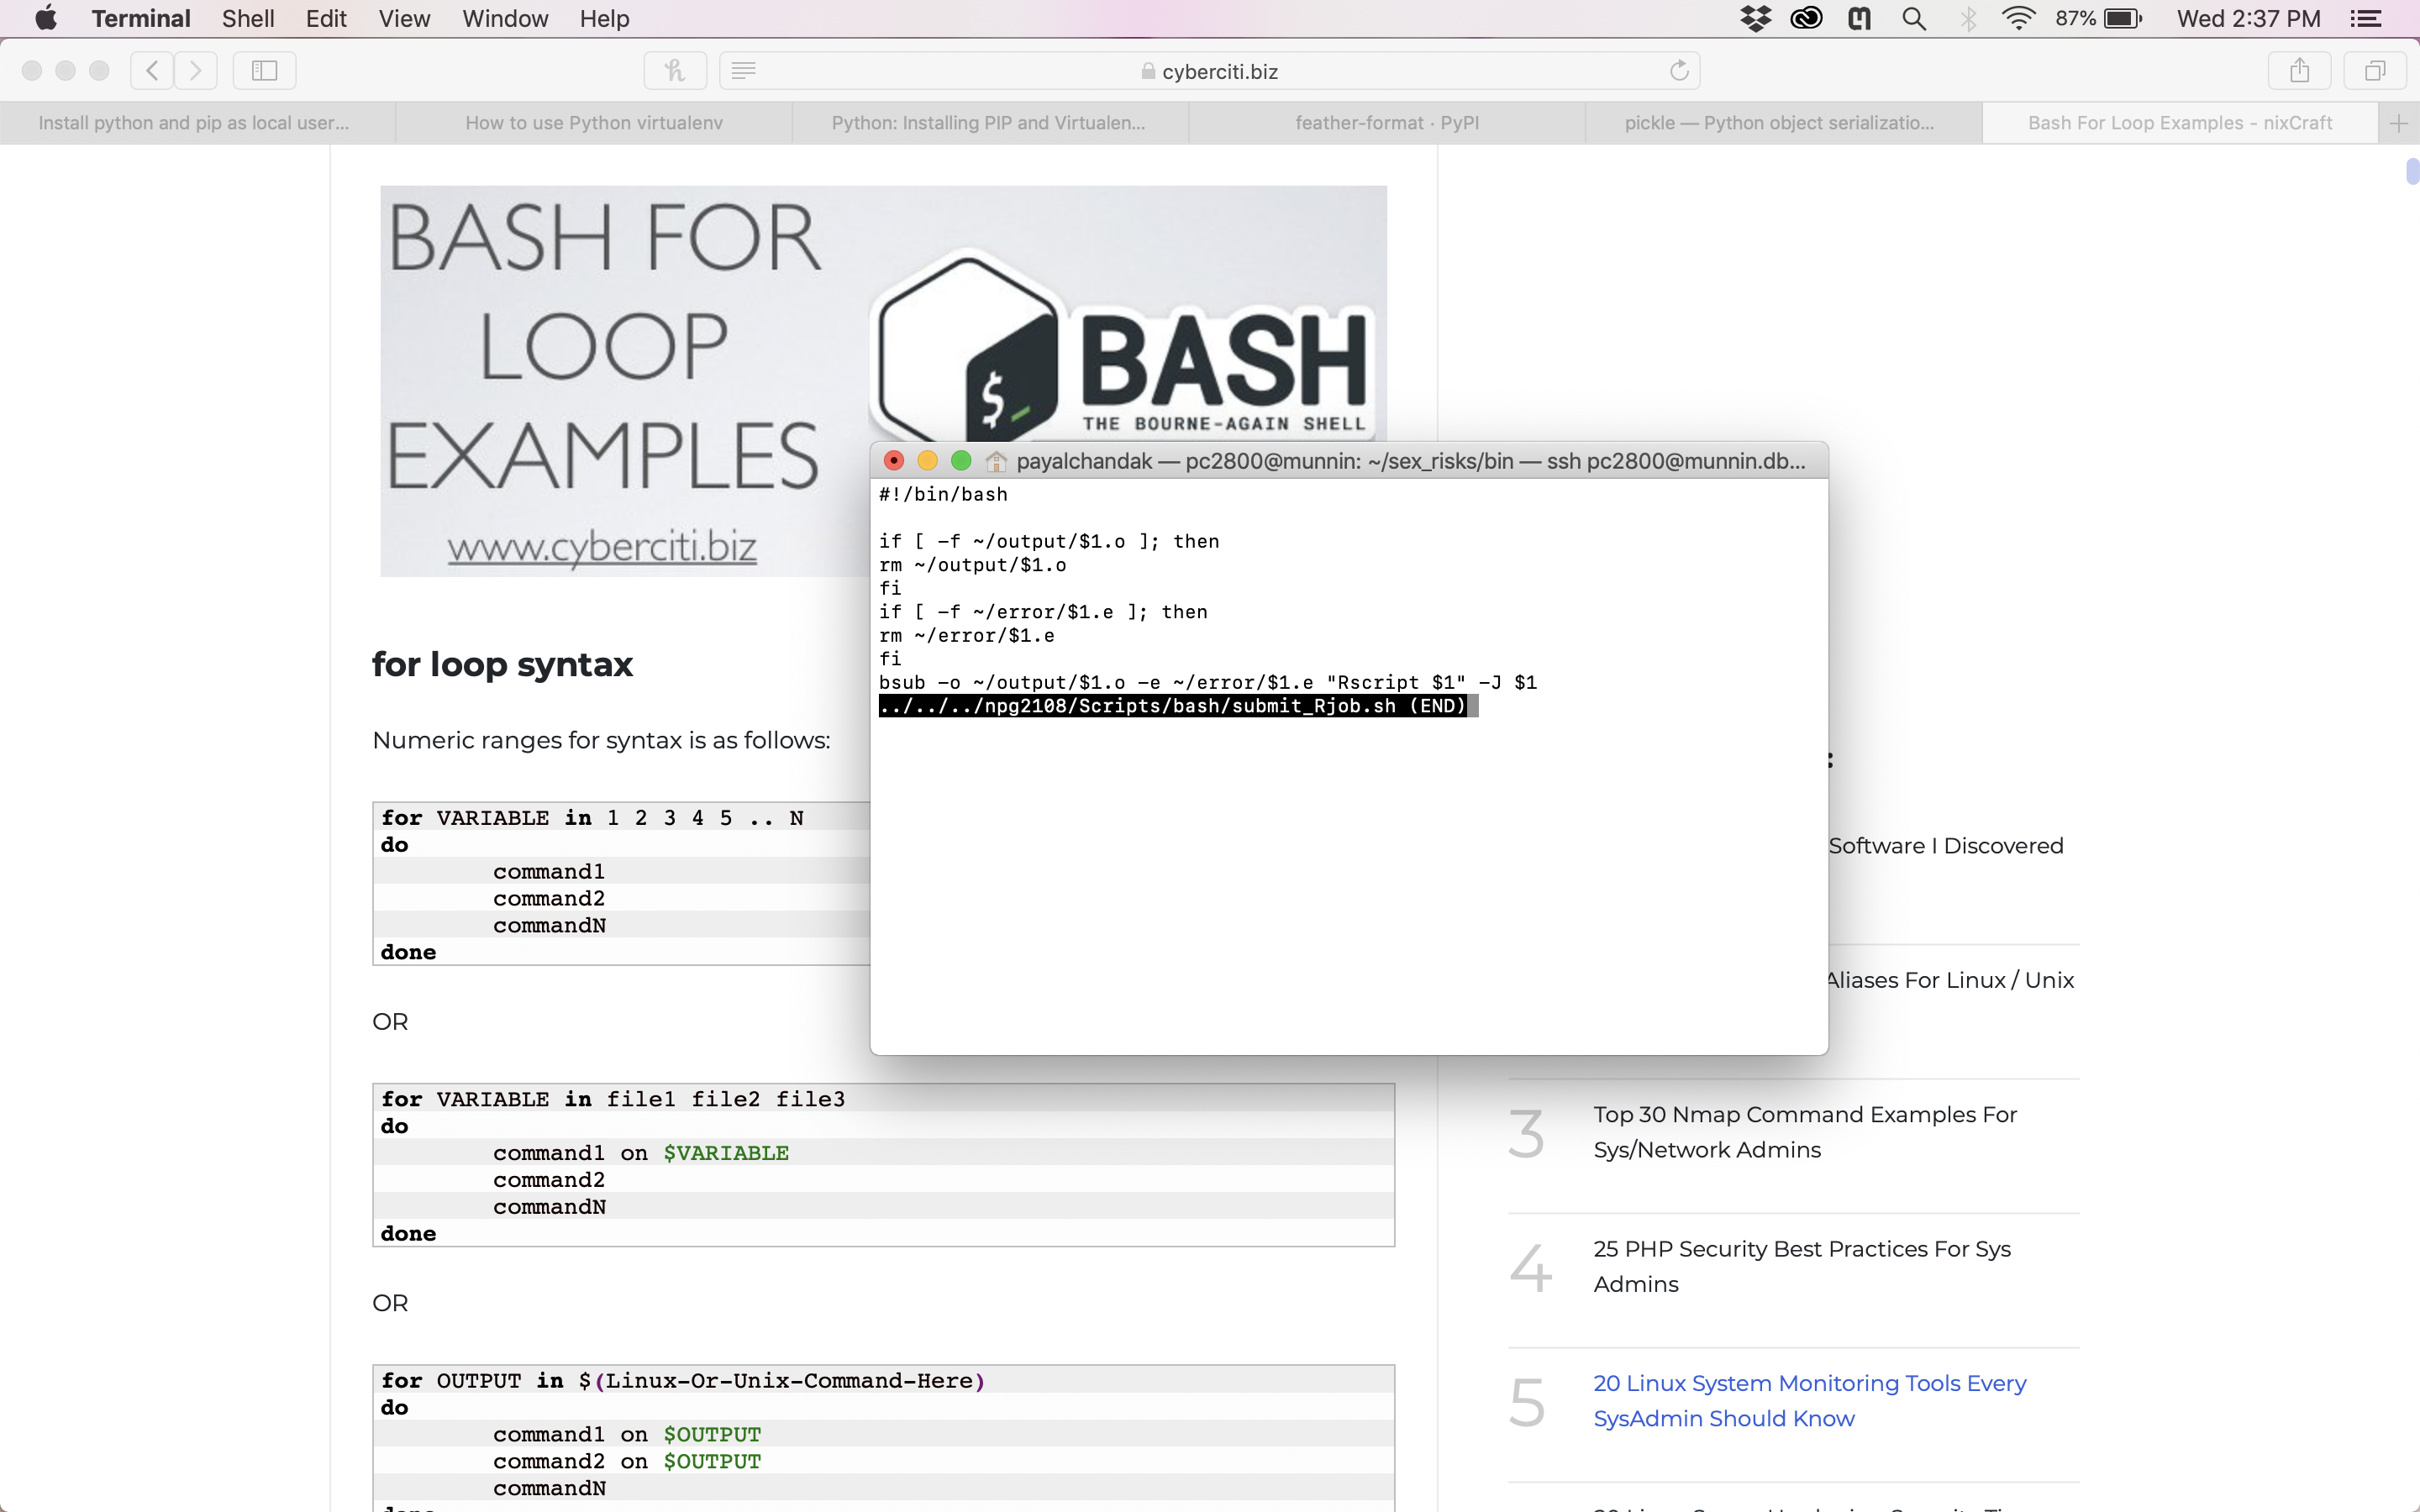 Terminal Shell Edit View Window Help 87% Wed 2:37 PM
cyberciti.biz
Install python and pip as local user... How to use Python virtualenv Python: Installing PIP and Virtualen... feather-format · PyPI pickle — Python object serializatio... Bash For Loop Examples - nixCraft
BASH FOR
LOOP
EXAMPLES
www.cyberciti.biz
$_
BASH
THE BOURNE-AGAIN SHELL
for loop syntax
Numeric ranges for syntax is as follows:
for VARIABLE in 1 2 3 4 5 .. N
do
command1
command2
commandN
done
OR
for VARIABLE in file1 file2 file3
do
command1 on $VARIABLE
command2
commandN
done
OR
for OUTPUT in $(Linux-Or-Unix-Command-Here)
do
command1 on $OUTPUT
command2 on $OUTPUT
commandN
payalchandak — pc2800@munnin: ~/sex_risks/bin — ssh pc2800@munnin.db...
#!/bin/bash
if [ -f ~/output/$1.o ]; then
rm ~/output/$1.o
fi
if [ -f ~/error/$1.e ]; then
rm ~/error/$1.e
fi
bsub -o ~/output/$1.o -e ~/error/$1.e "Rscript $1" -J $1
../../../npg2108/Scripts/bash/submit_Rjob.sh (END)
:
Software I Discovered
Aliases For Linux / Unix
3 Top 30 Nmap Command Examples For
Sys/Network Admins
4 25 PHP Security Best Practices For Sys
Admins
5 20 Linux System Monitoring Tools Every
SysAdmin Should Know